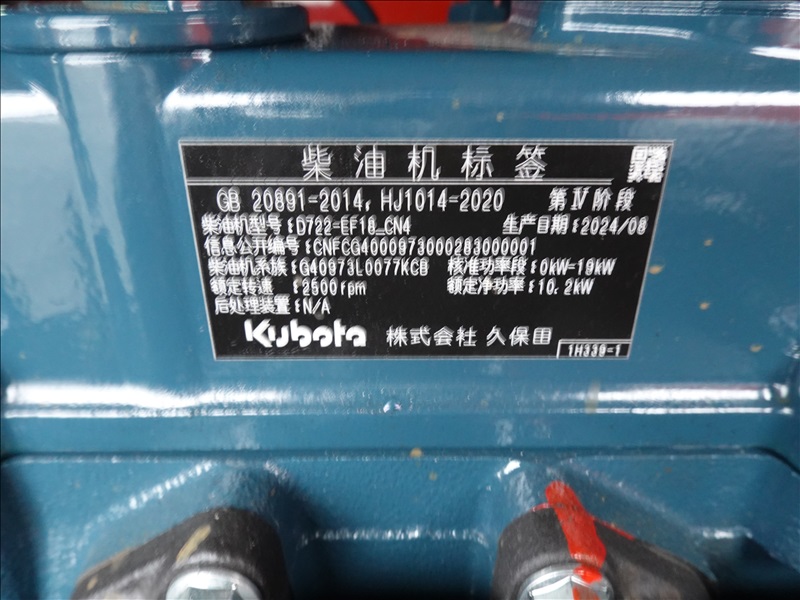 柴油机标签
GB 20891-2014, HJ1014-2020 第Ⅳ阶段
柴油机型号:D722-EF16_CN4 生产日期:2024/08
信息公开编号:CNFCG4000973000283000001
柴油机系族:G40973L0077KCB 核准功率段:0kW-19kW
额定转速:2500rpm 额定净功率:10.2kW
后处理装置:N/A
Kubota 株式会社 久保田
1H339-1